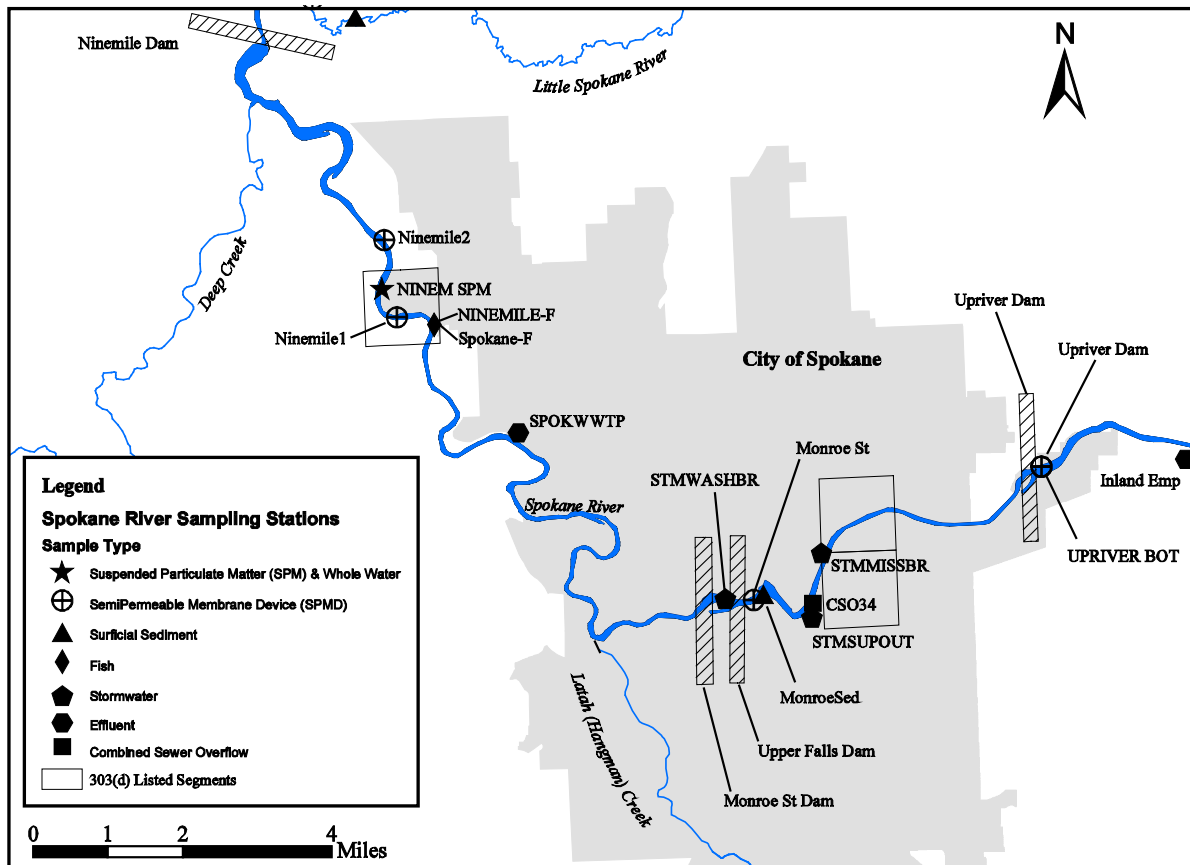 Ninemile Dam
Little Spokane River
N
Deep Creek
Ninemile2
NINEM SPM
NINEMILE-F
Ninemile1
Spokane-F
Upriver Dam
Upriver Dam
City of Spokane
SPOKWWTP
Monroe St
STMWASHBR
Inland Emp
Spokane River
UPRIVER BOT
STMMISSBR
CSO34
STMSUPOUT
MonroeSed
Latah (Hangman) Creek
Upper Falls Dam
Monroe St Dam
Legend
Spokane River Sampling Stations
Sample Type
Suspended Particulate Matter (SPM) & Whole Water
SemiPermeable Membrane Device (SPMD)
Surficial Sediment
Fish
Stormwater
Effluent
Combined Sewer Overflow
303(d) Listed Segments
0 1 2 4
Miles